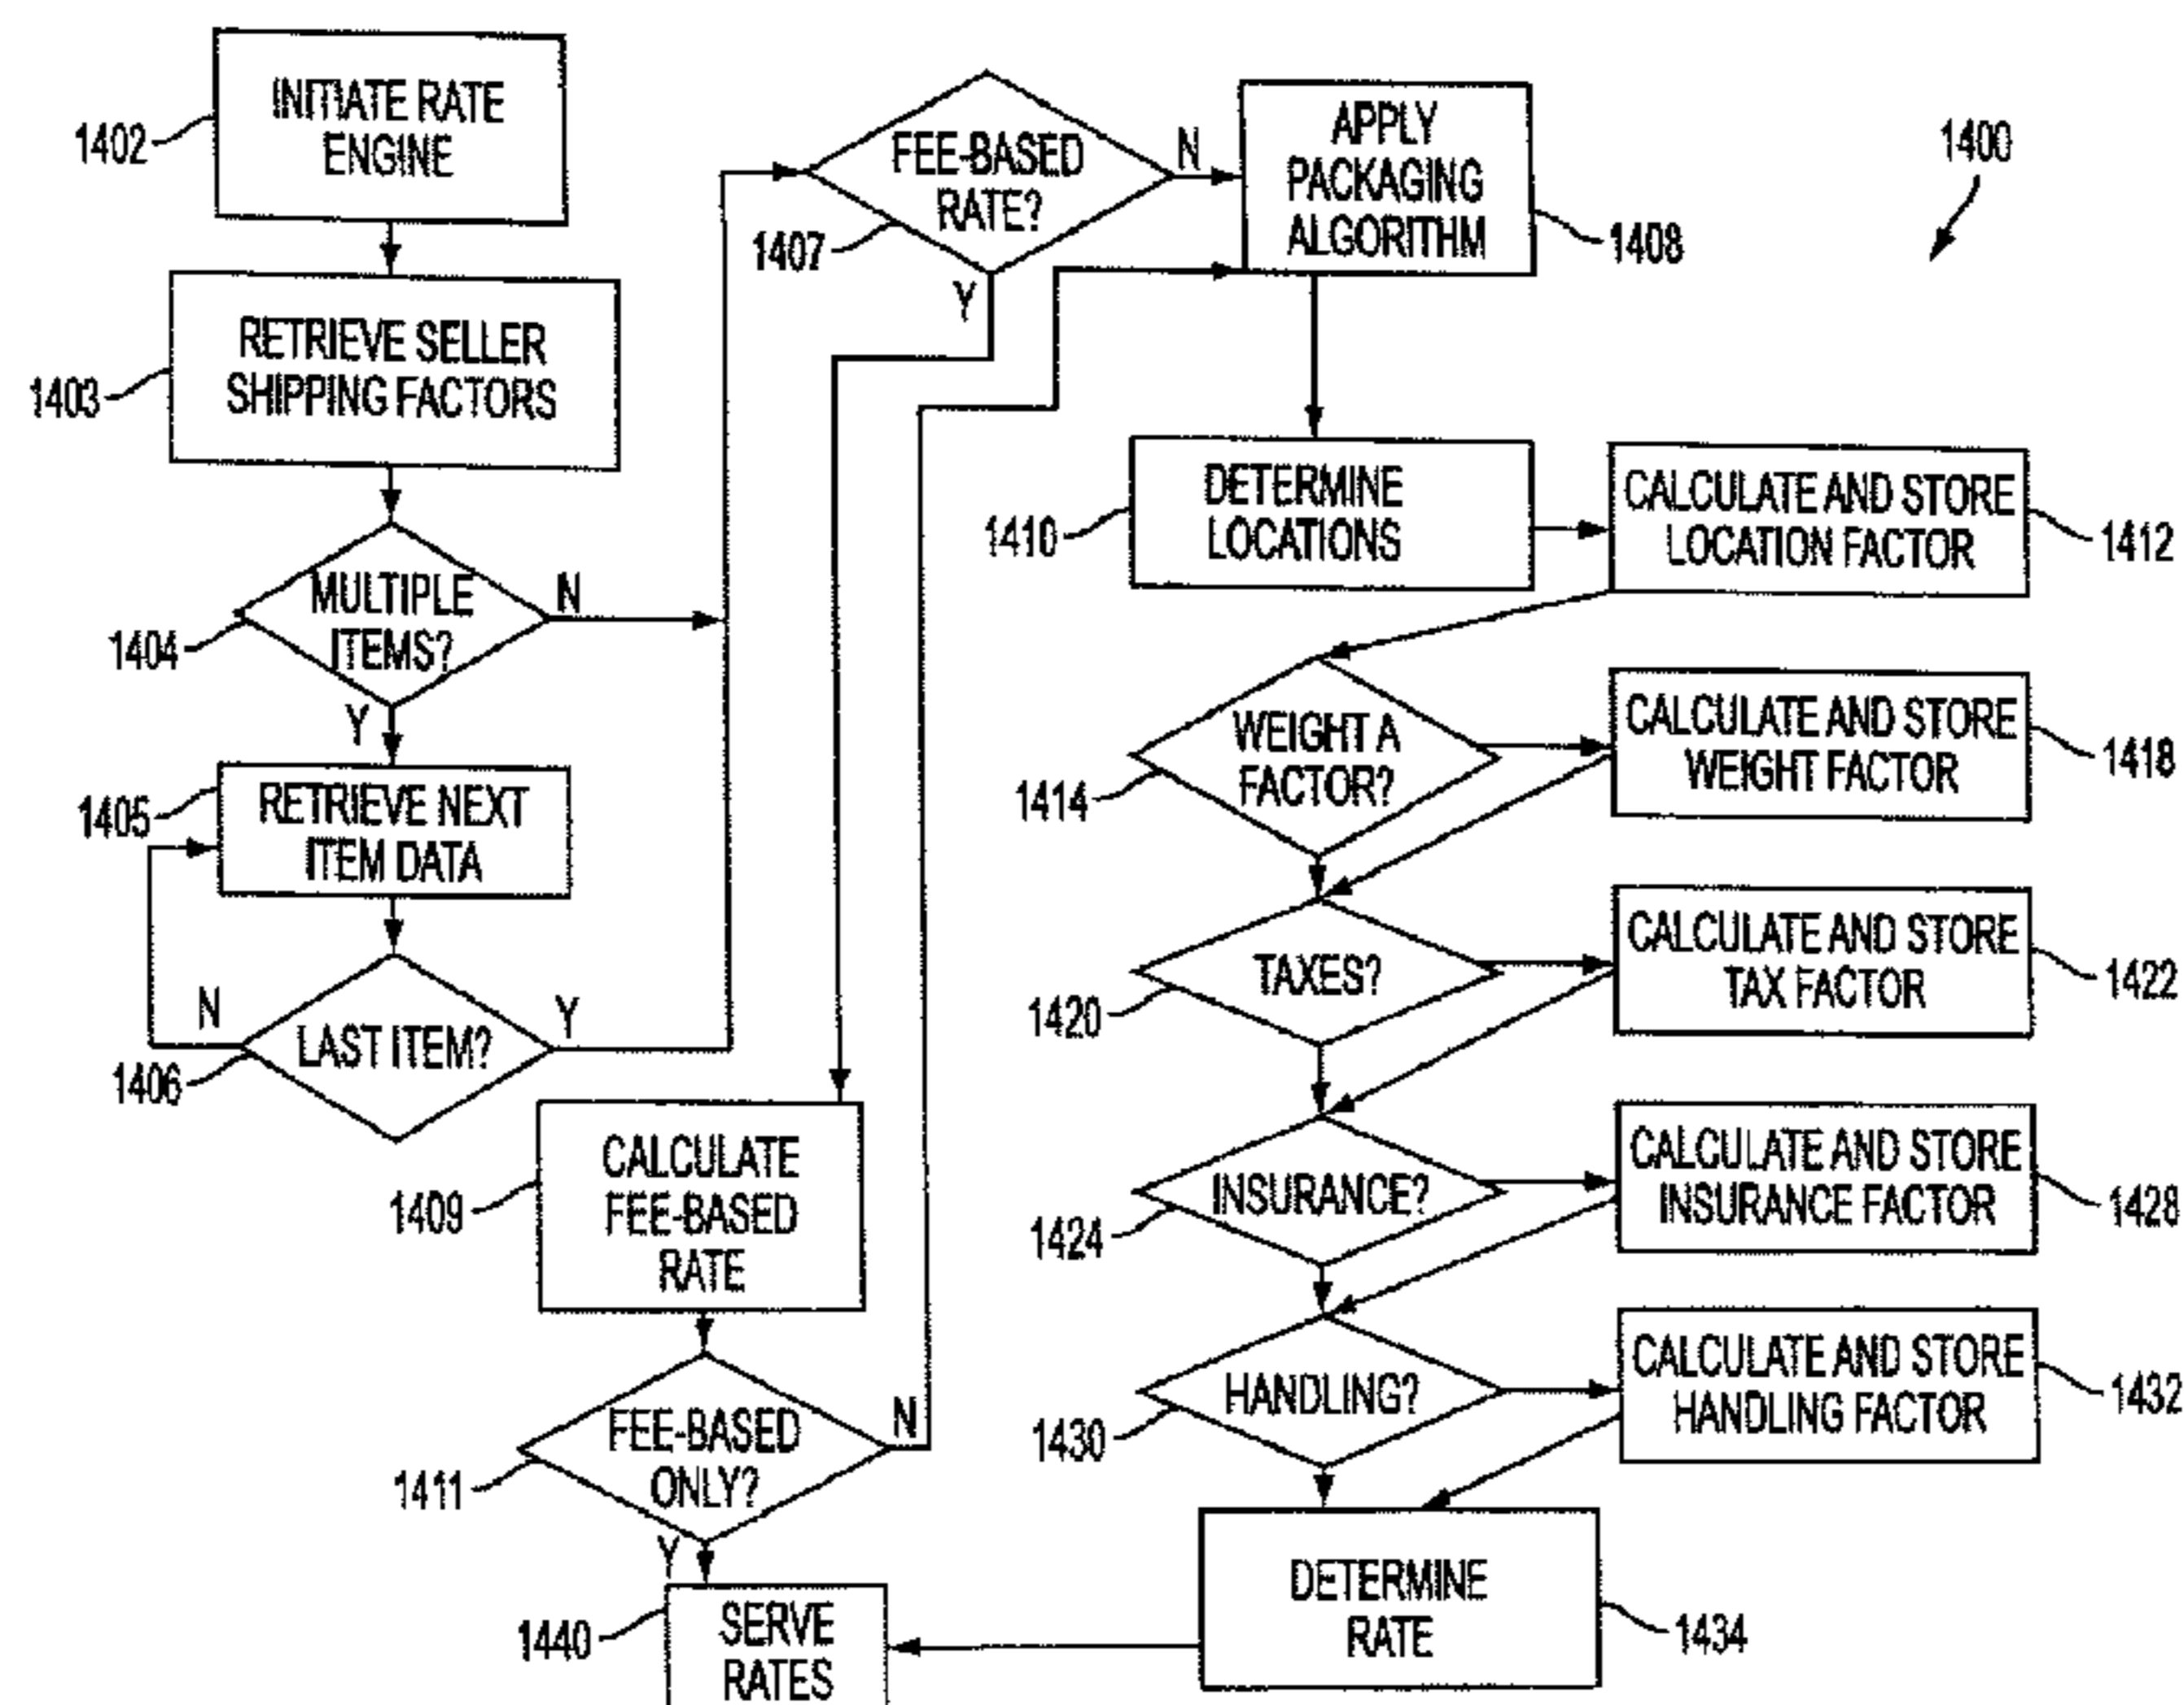 INITIATE RATE
ENGINE
1402
RETRIEVE SELLER
SHIPPING FACTORS
1403
MULTIPLE
ITEMS?
N
1404
Y
RETRIEVE NEXT
ITEM DATA
1405
N
LAST ITEM?
Y
1406
FEE-BASED
RATE?
N
1407
Y
APPLY
PACKAGING
ALGORITHM
1408
1400
CALCULATE
FEE-BASED
RATE
1409
FEE-BASED
ONLY?
N
1411
Y
SERVE
RATES
1440
DETERMINE
LOCATIONS
1410
CALCULATE AND STORE
LOCATION FACTOR
1412
WEIGHT A
FACTOR?
1414
CALCULATE AND STORE
WEIGHT FACTOR
1418
TAXES?
1420
CALCULATE AND STORE
TAX FACTOR
1422
INSURANCE?
1424
CALCULATE AND STORE
INSURANCE FACTOR
1428
HANDLING?
1430
CALCULATE AND STORE
HANDLING FACTOR
1432
DETERMINE
RATE
1434